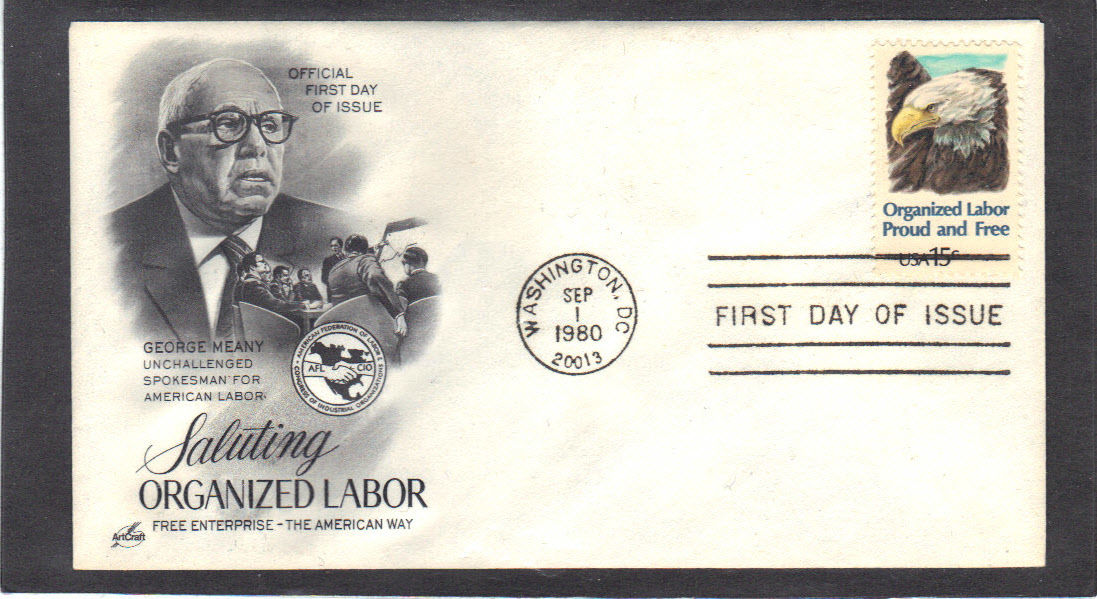 OFFICIAL
FIRST DAY
OF ISSUE
GEORGE MEANY
UNCHALLENGED
SPOKESMAN FOR
AMERICAN LABOR.
AMERICAN FEDERATION OF LABOR &
AFL CIO
CONGRESS OF INDUSTRIAL ORGANIZATIONS
Saluting
ORGANIZED LABOR
FREE ENTERPRISE - THE AMERICAN WAY
ArtCraft
WASHINGTON, DC
SEP
1
1980
20013
Organized Labor
Proud and Free
USA 15c
FIRST DAY OF ISSUE